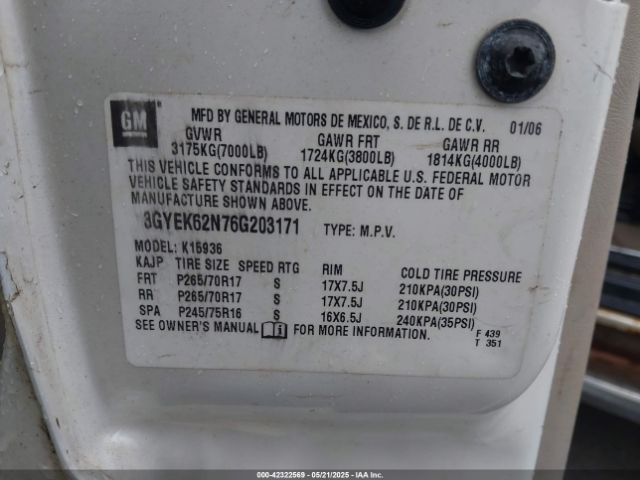 GM
MFD BY GENERAL MOTORS DE MEXICO, S. DE R.L. DE C.V. 01/06
GVWR GAWR FRT GAWR RR
3175KG(7000LB) 1724KG(3800LB) 1814KG(4000LB)
THIS VEHICLE CONFORMS TO ALL APPLICABLE U.S. FEDERAL MOTOR
VEHICLE SAFETY STANDARDS IN EFFECT ON THE DATE OF
MANUFACTURE SHOWN ABOVE.
3GYEK62N76G203171 TYPE: M.P.V.
MODEL: K15936
KAJP TIRE SIZE SPEED RTG RIM COLD TIRE PRESSURE
FRT P265/70R17 S 17X7.5J 210KPA(30PSI)
RR P265/70R17 S 17X7.5J 210KPA(30PSI)
SPA P245/75R16 S 16X6.5J 240KPA(35PSI)
SEE OWNER'S MANUAL FOR MORE INFORMATION. F 439
T 351
000-42322569 - 05/21/2025 - IAAI.COM